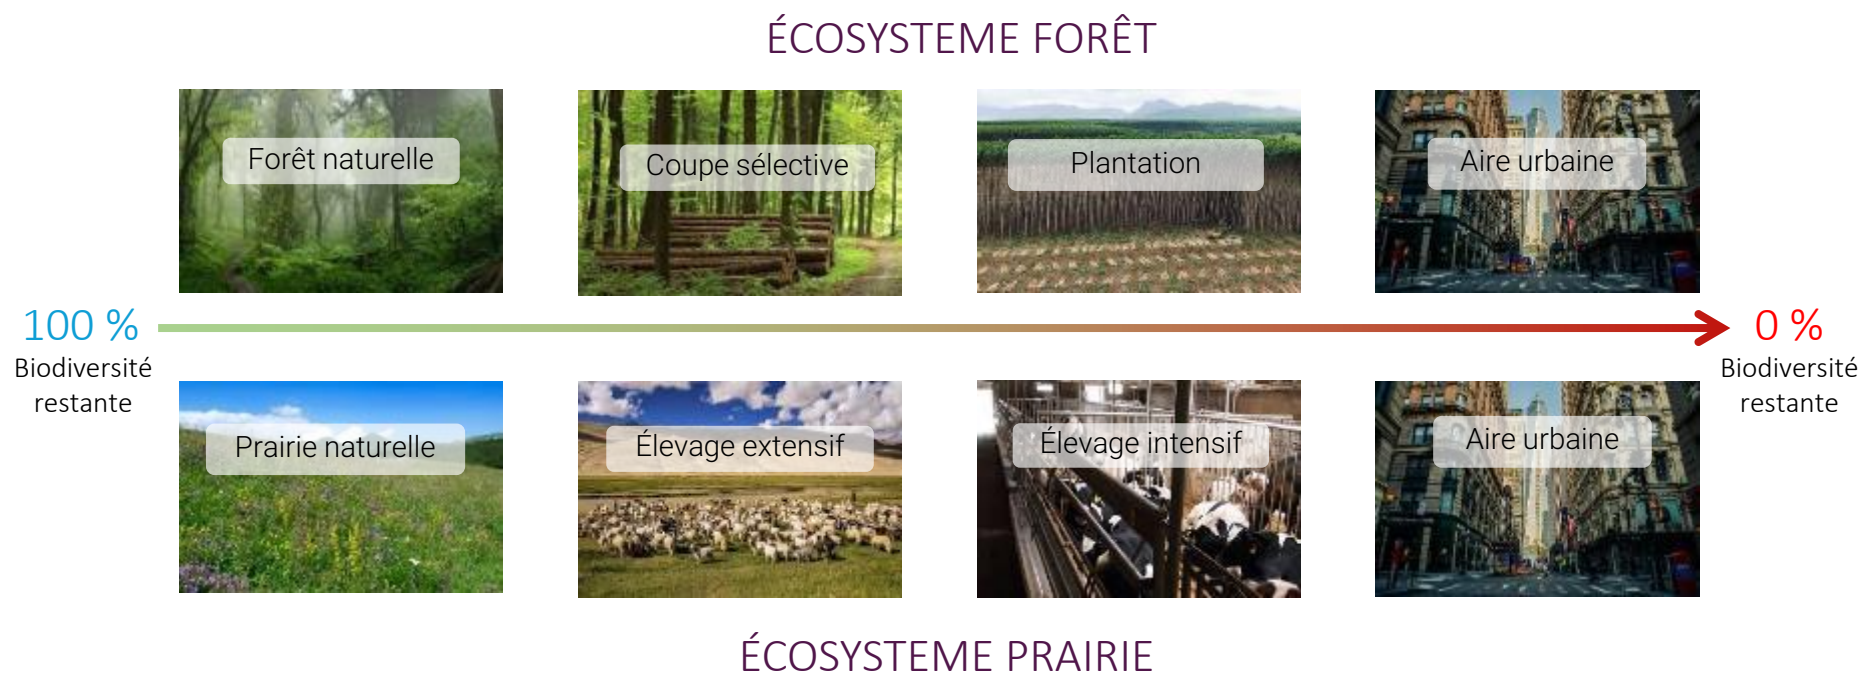 ÉCOSYSTEME FORÊT
Forêt naturelle
Coupe sélective
Plantation
Aire urbaine
100 %
Biodiversité
restante
0 %
Biodiversité
restante
Prairie naturelle
Élevage extensif
Élevage intensif
Aire urbaine
ÉCOSYSTEME PRAIRIE